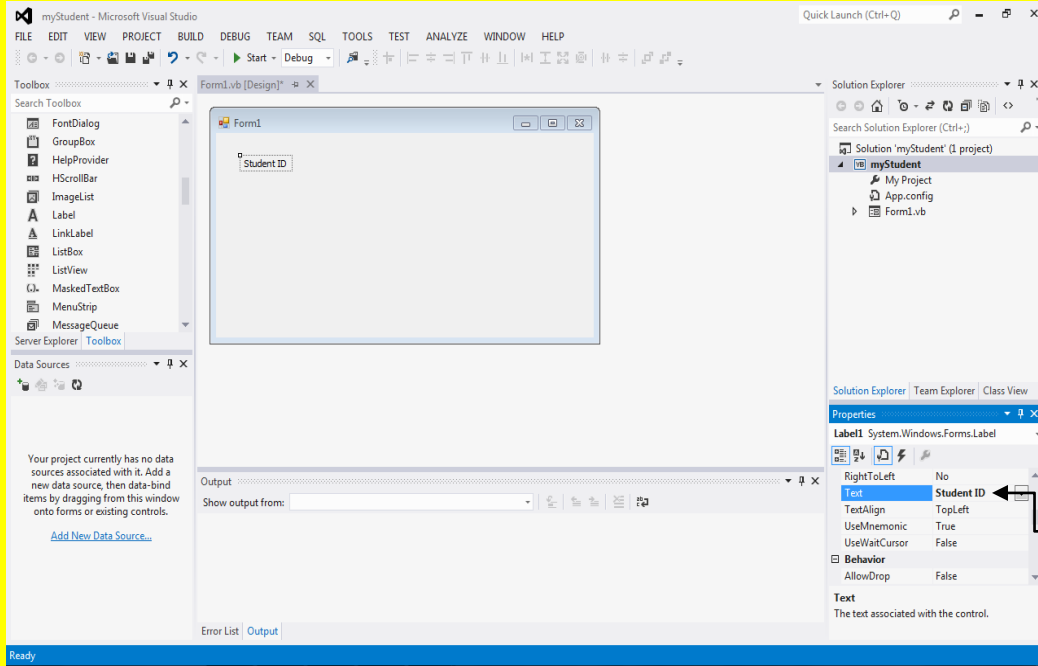 myStudent - Microsoft Visual Studio
Quick Launch (Ctrl+Q)
FILE EDIT VIEW PROJECT BUILD DEBUG TEAM SQL TOOLS TEST ANALYZE WINDOW HELP
Start
Debug
Toolbox
Search Toolbox
FontDialog
GroupBox
HelpProvider
HScrollBar
ImageList
Label
LinkLabel
ListBox
ListView
MaskedTextBox
MenuStrip
MessageQueue
Server Explorer Toolbox
Data Sources
Your project currently has no data
sources associated with it. Add a
new data source, then data-bind
items by dragging from this window
onto forms or existing controls.
Add New Data Source...
Form1.vb [Design]*
Form1
Student ID
Output
Show output from:
Error List Output
Solution Explorer
Search Solution Explorer (Ctrl+;)
Solution 'myStudent' (1 project)
VB myStudent
My Project
App.config
Form1.vb
Solution Explorer Team Explorer Class View
Properties
Label1 System.Windows.Forms.Label
RightToLeft No
Text Student ID
TextAlign TopLeft
UseMnemonic True
UseWaitCursor False
Behavior
AllowDrop False
Text
The text associated with the control.
Ready